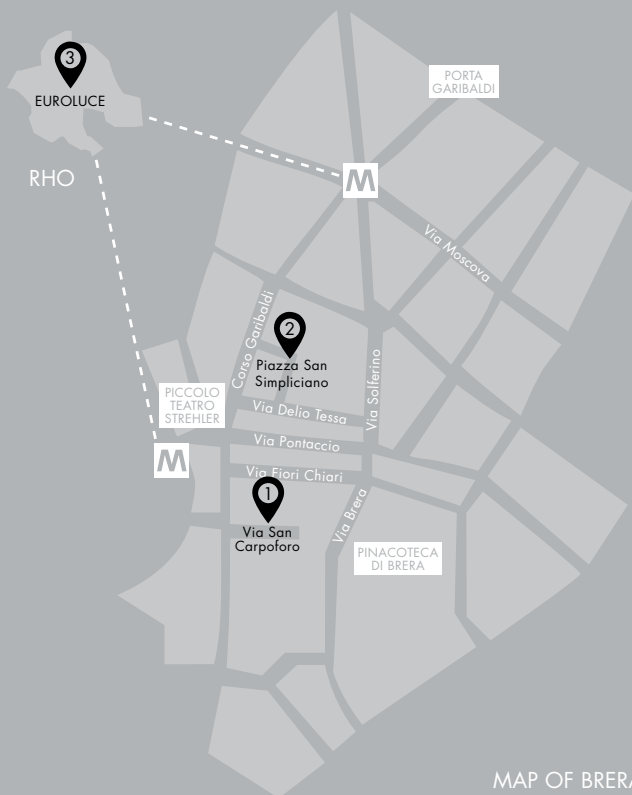 3
EUROLUCE
RHO
PORTA
GARIBALDI
M
Via Moscova
Corso Garibaldi
2
Piazza San
Simpliciano
Via Solferino
PICCOLO
TEATRO
STREHLER
Via Delio Tessa
Via Pontaccio
M
Via Fiori Chiari
1
Via San
Carpoforo
Via Brera
PINACOTECA
DI BRERA
MAP OF BRERA